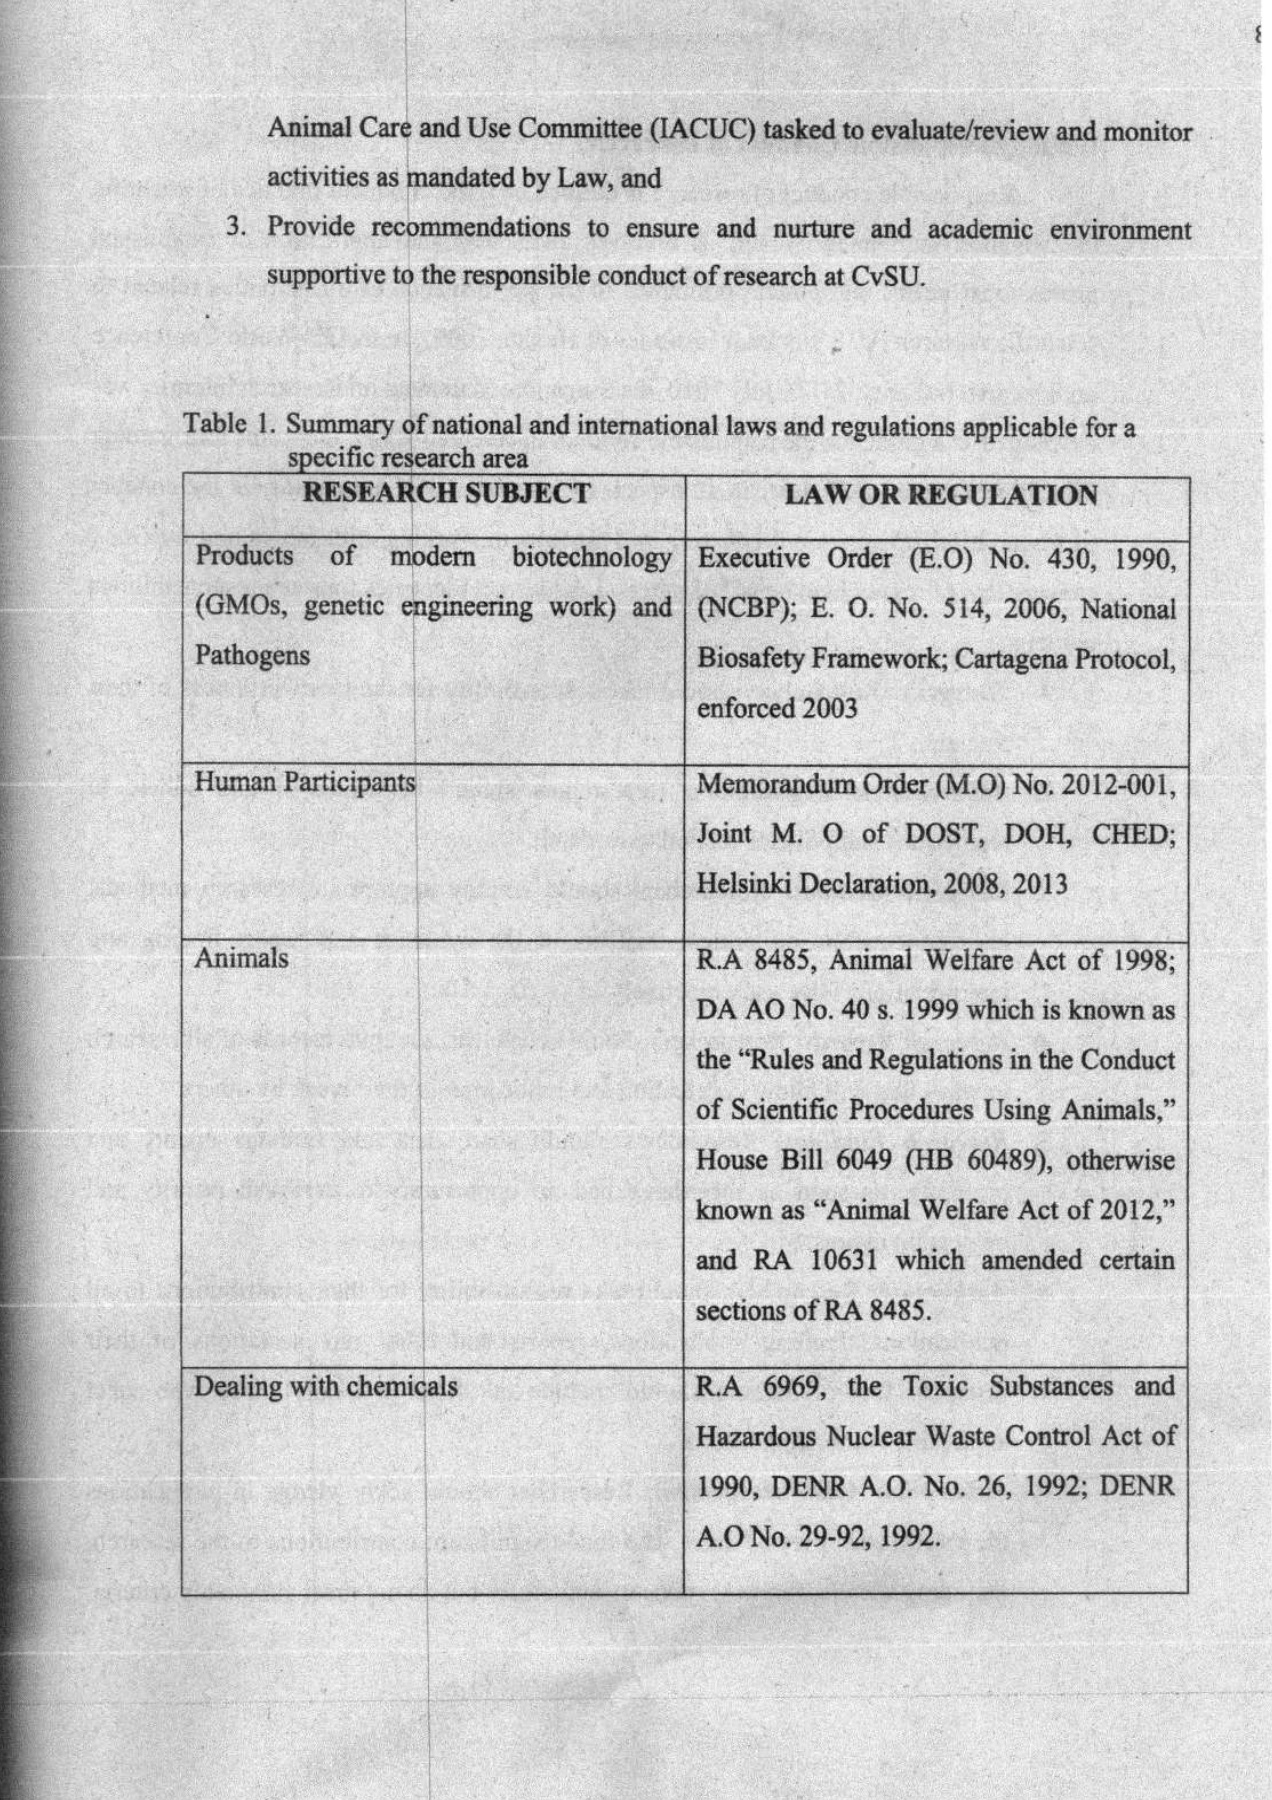 8
Animal Care and Use Committee (IACUC) tasked to evaluate/review and monitor
activities as mandated by Law, and
3. Provide recommendations to ensure and nurture and academic environment
supportive to the responsible conduct of research at CvSU.
Table 1. Summary of national and international laws and regulations applicable for a
specific research area
RESEARCH SUBJECT
LAW OR REGULATION
Products of modern biotechnology
(GMOs, genetic engineering work) and
Pathogens
Executive Order (E.O) No. 430, 1990,
(NCBP); E. O. No. 514, 2006, National
Biosafety Framework; Cartagena Protocol,
enforced 2003
Human Participants
Memorandum Order (M.O) No. 2012-001,
Joint M. O of DOST, DOH, CHED;
Helsinki Declaration, 2008, 2013
Animals
R.A 8485, Animal Welfare Act of 1998;
DA AO No. 40 s. 1999 which is known as
the “Rules and Regulations in the Conduct
of Scientific Procedures Using Animals,”
House Bill 6049 (HB 60489), otherwise
known as “Animal Welfare Act of 2012,”
and RA 10631 which amended certain
sections of RA 8485.
Dealing with chemicals
R.A 6969, the Toxic Substances and
Hazardous Nuclear Waste Control Act of
1990, DENR A.O. No. 26, 1992; DENR
A.O No. 29-92, 1992.